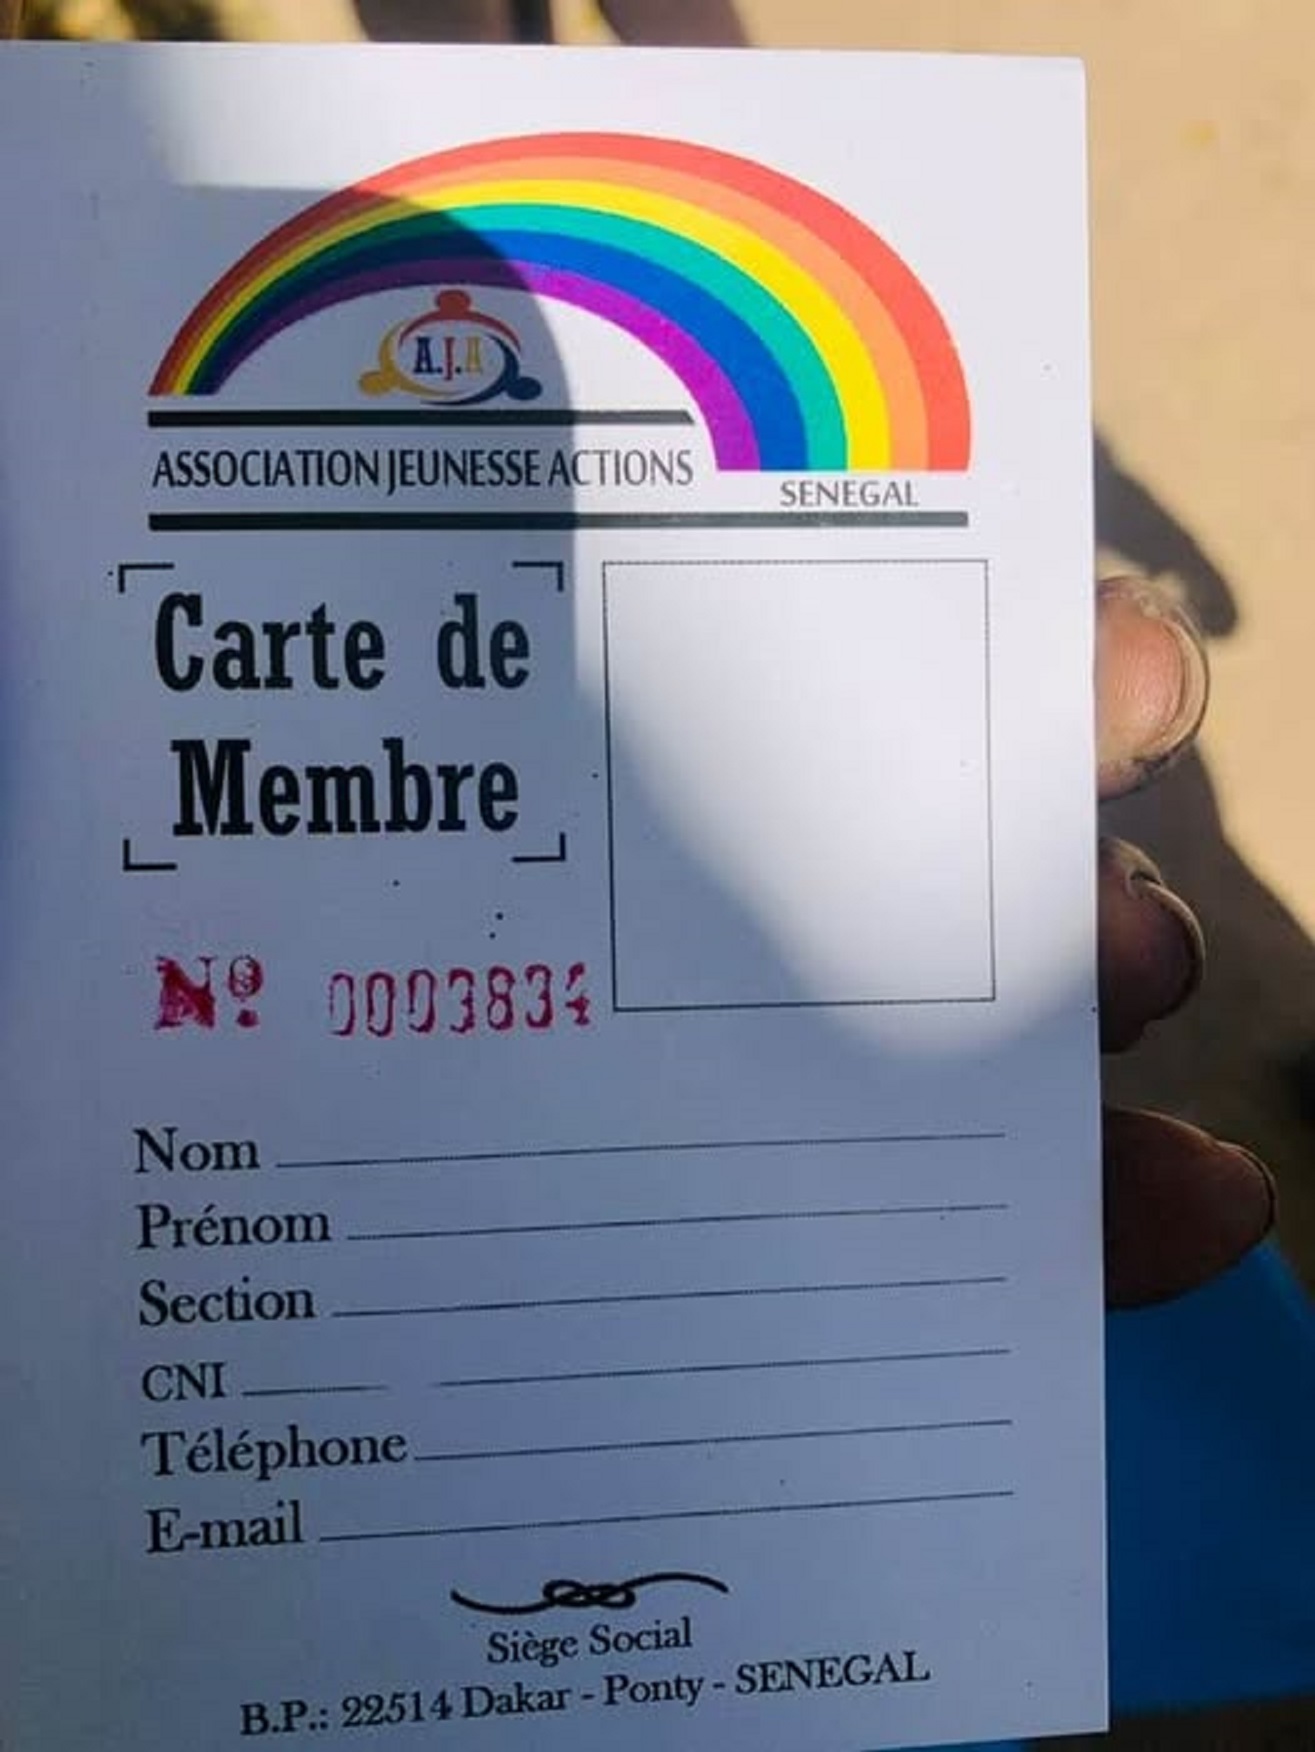 A.J.A
ASSOCIATION JEUNESSE ACTIONS
SENEGAL
Carte de
Membre
Nº 0003834
Nom
Prénom
Section
CNI
Téléphone
E-mail
Siège Social
B.P.: 22514 Dakar - Ponty - SENEGAL